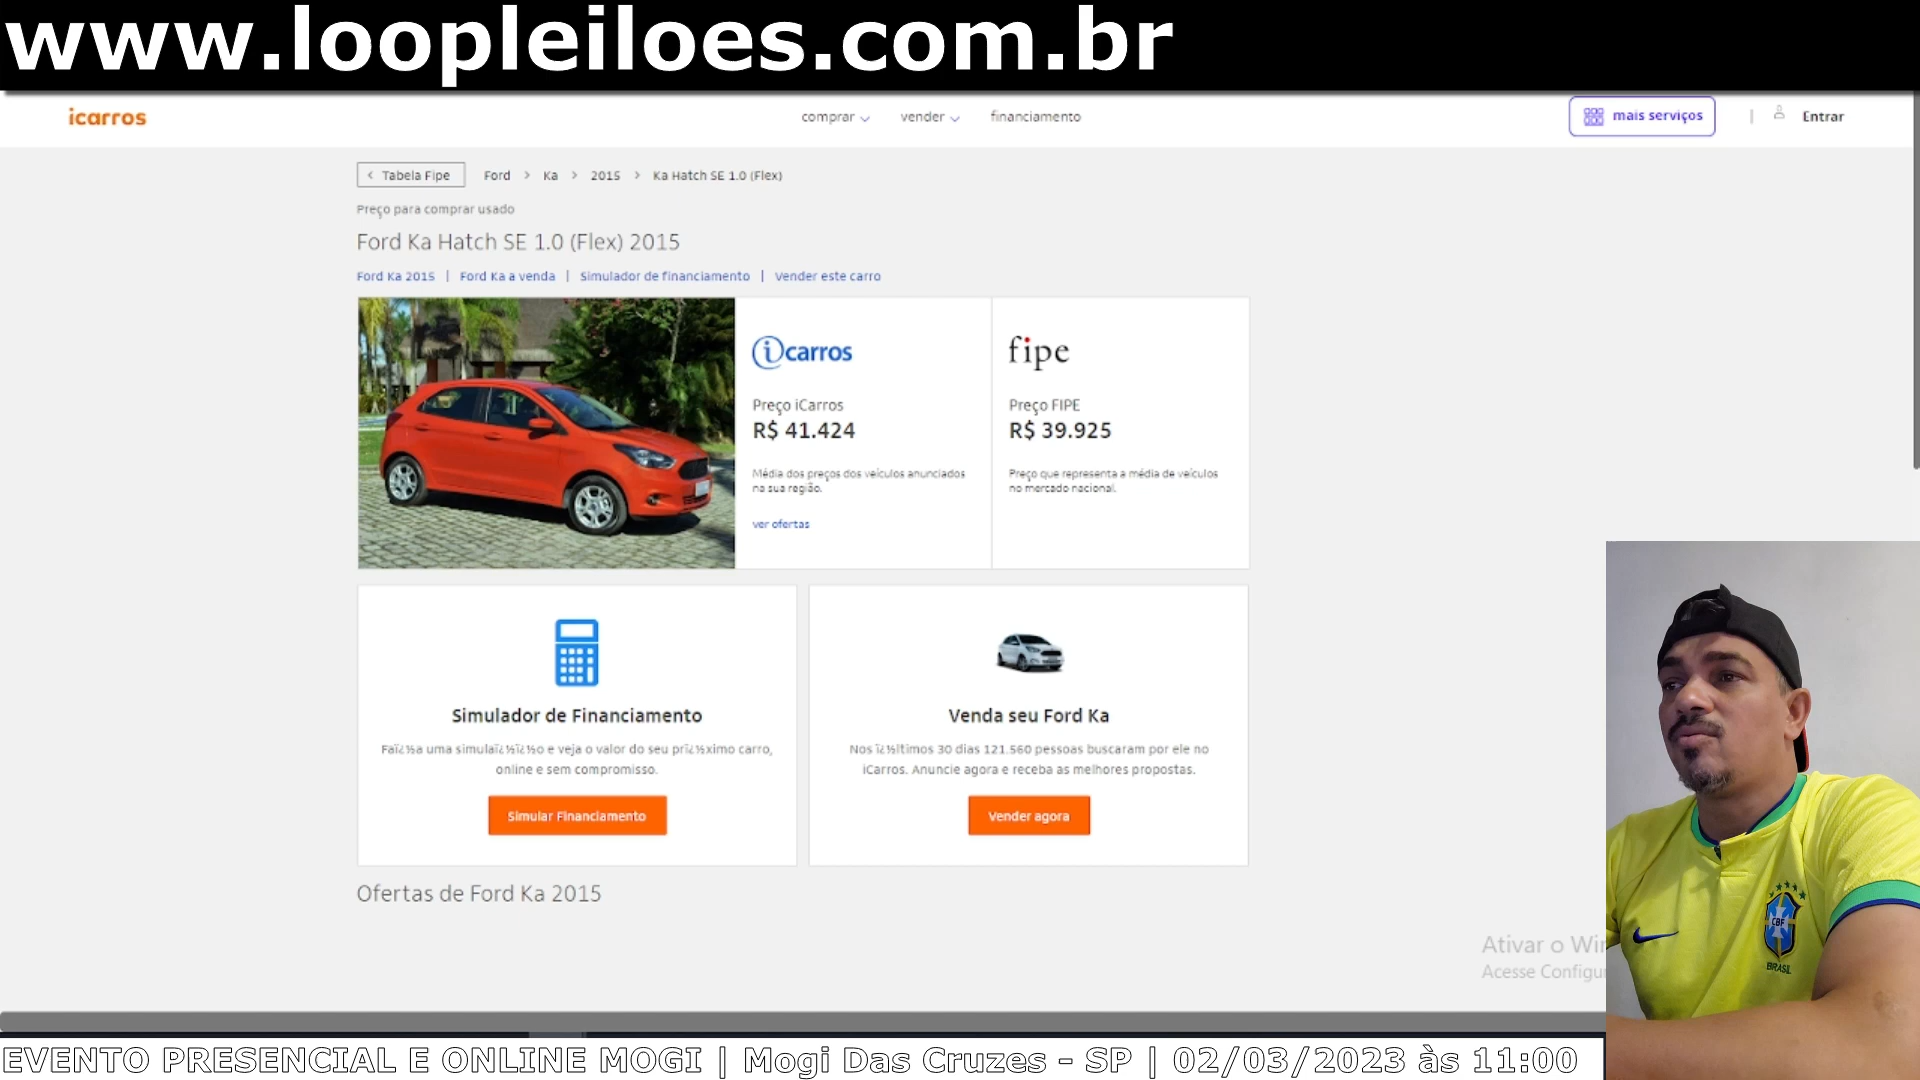 www.loopleiloes.com.br
icarros
comprar
vender
financiamento
mais serviços
| Entrar
< Tabela Fipe
Ford > Ka > 2015 > Ka Hatch SE 1.0 (Flex)
Preço para comprar usado
Ford Ka Hatch SE 1.0 (Flex) 2015
Ford Ka 2015 | Ford Ka a venda | Simulador de financiamento | Vender este carro
icarros
Preço iCarros
R$ 41.424
Média dos preços dos veículos anunciados
na sua região.
ver ofertas
fipe
Preço FIPE
R$ 39.925
Preço que representa a média de veículos
no mercado nacional.
Simulador de Financiamento
Faï¿½a uma simulaï¿½ï¿½o e veja o valor do seu prï¿½ximo carro,
online e sem compromisso.
Simular Financiamento
Venda seu Ford Ka
Nos ï¿½ltimos 30 dias 121.560 pessoas buscaram por ele no
iCarros. Anuncie agora e receba as melhores propostas.
Vender agora
Ofertas de Ford Ka 2015
Ativar o Wi
Acesse Configu
CBF
BRASIL
EVENTO PRESENCIAL E ONLINE MOGI | Mogi Das Cruzes - SP | 02/03/2023 às 11:00